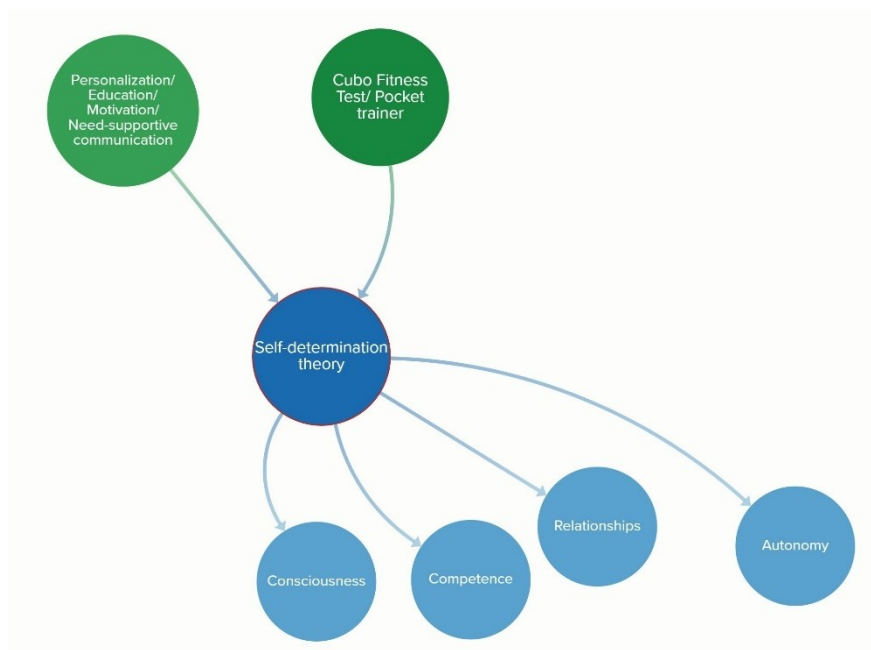 Personalization/
Education/
Motivation/
Need-supportive
communication
Cubo Fitness
Test/ Pocket
trainer
Self-determination
theory
Consciousness
Competence
Relationships
Autonomy